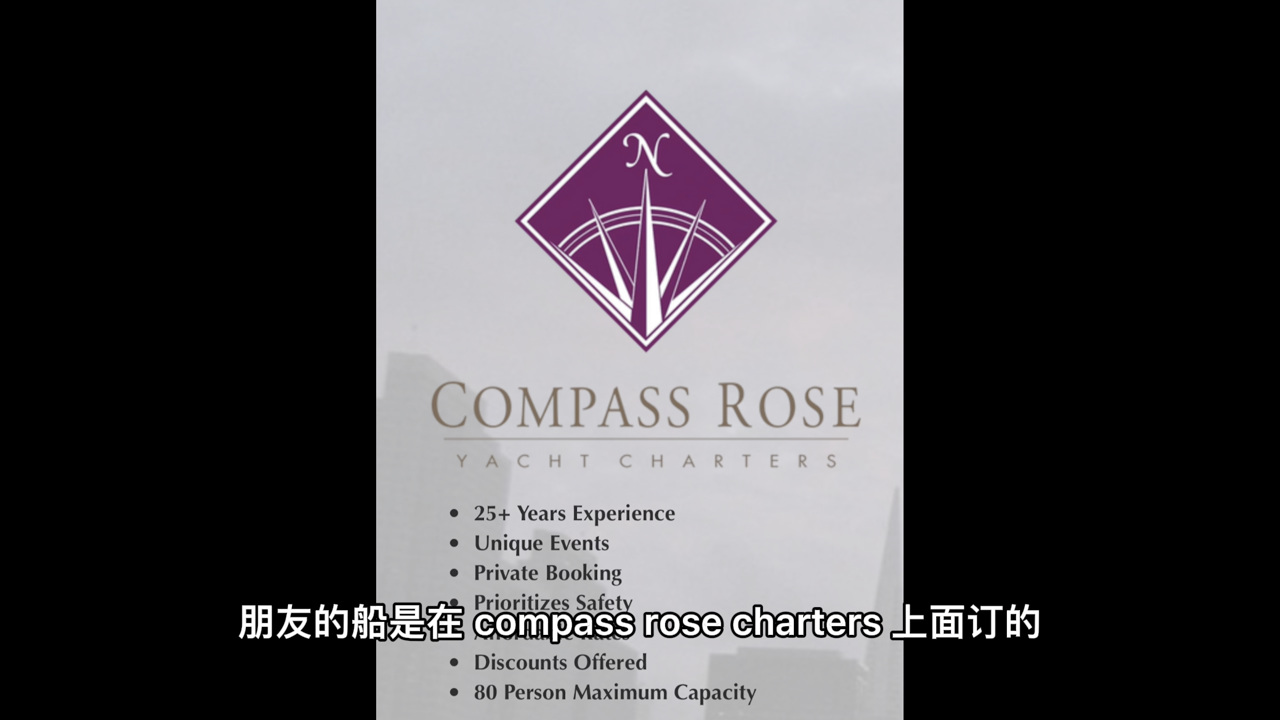 N
COMPASS ROSE
YACHT CHARTERS
• 25+ Years Experience
• Unique Events
• Private Booking
• Prioritizes Safety
朋友的船是在 compass rose charters 上面订的
• Discounts Offered
• 80 Person Maximum Capacity